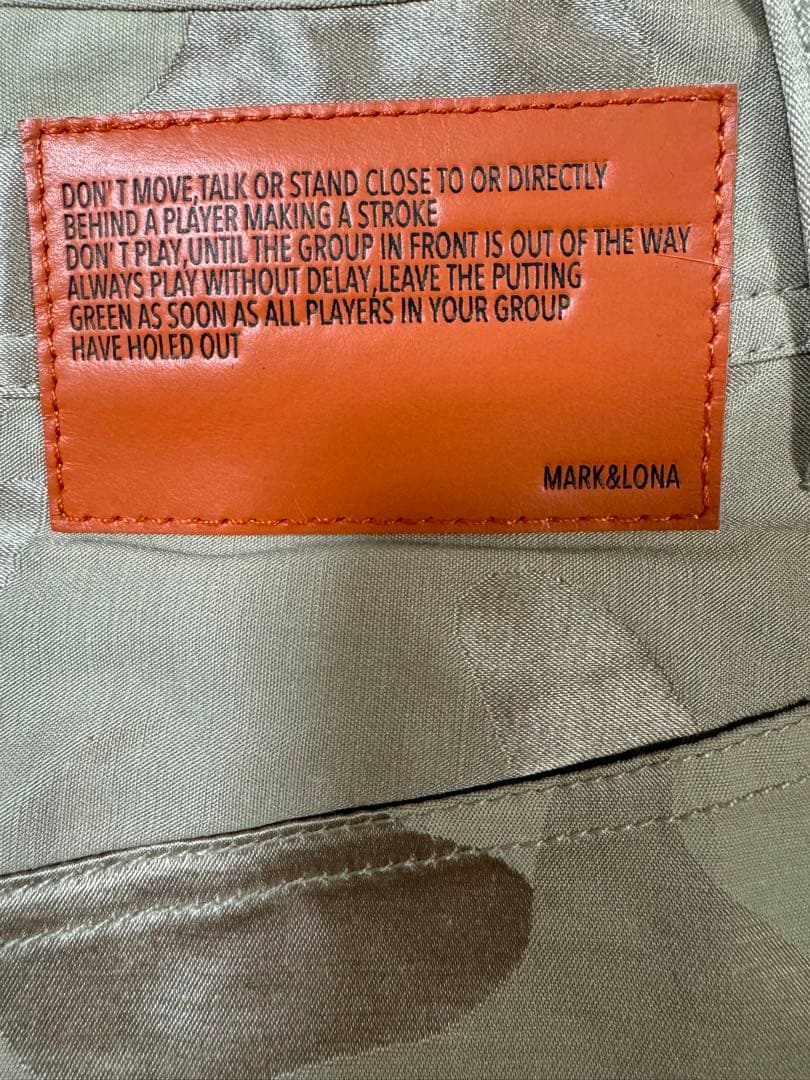 DON' T MOVE,TALK OR STAND CLOSE TO OR DIRECTLY
BEHIND A PLAYER MAKING A STROKE
DON' T PLAY,UNTIL THE GROUP IN FRONT IS OUT OF THE WAY
ALWAYS PLAY WITHOUT DELAY,LEAVE THE PUTTING
GREEN AS SOON AS ALL PLAYERS IN YOUR GROUP
HAVE HOLED OUT
MARK&LONA